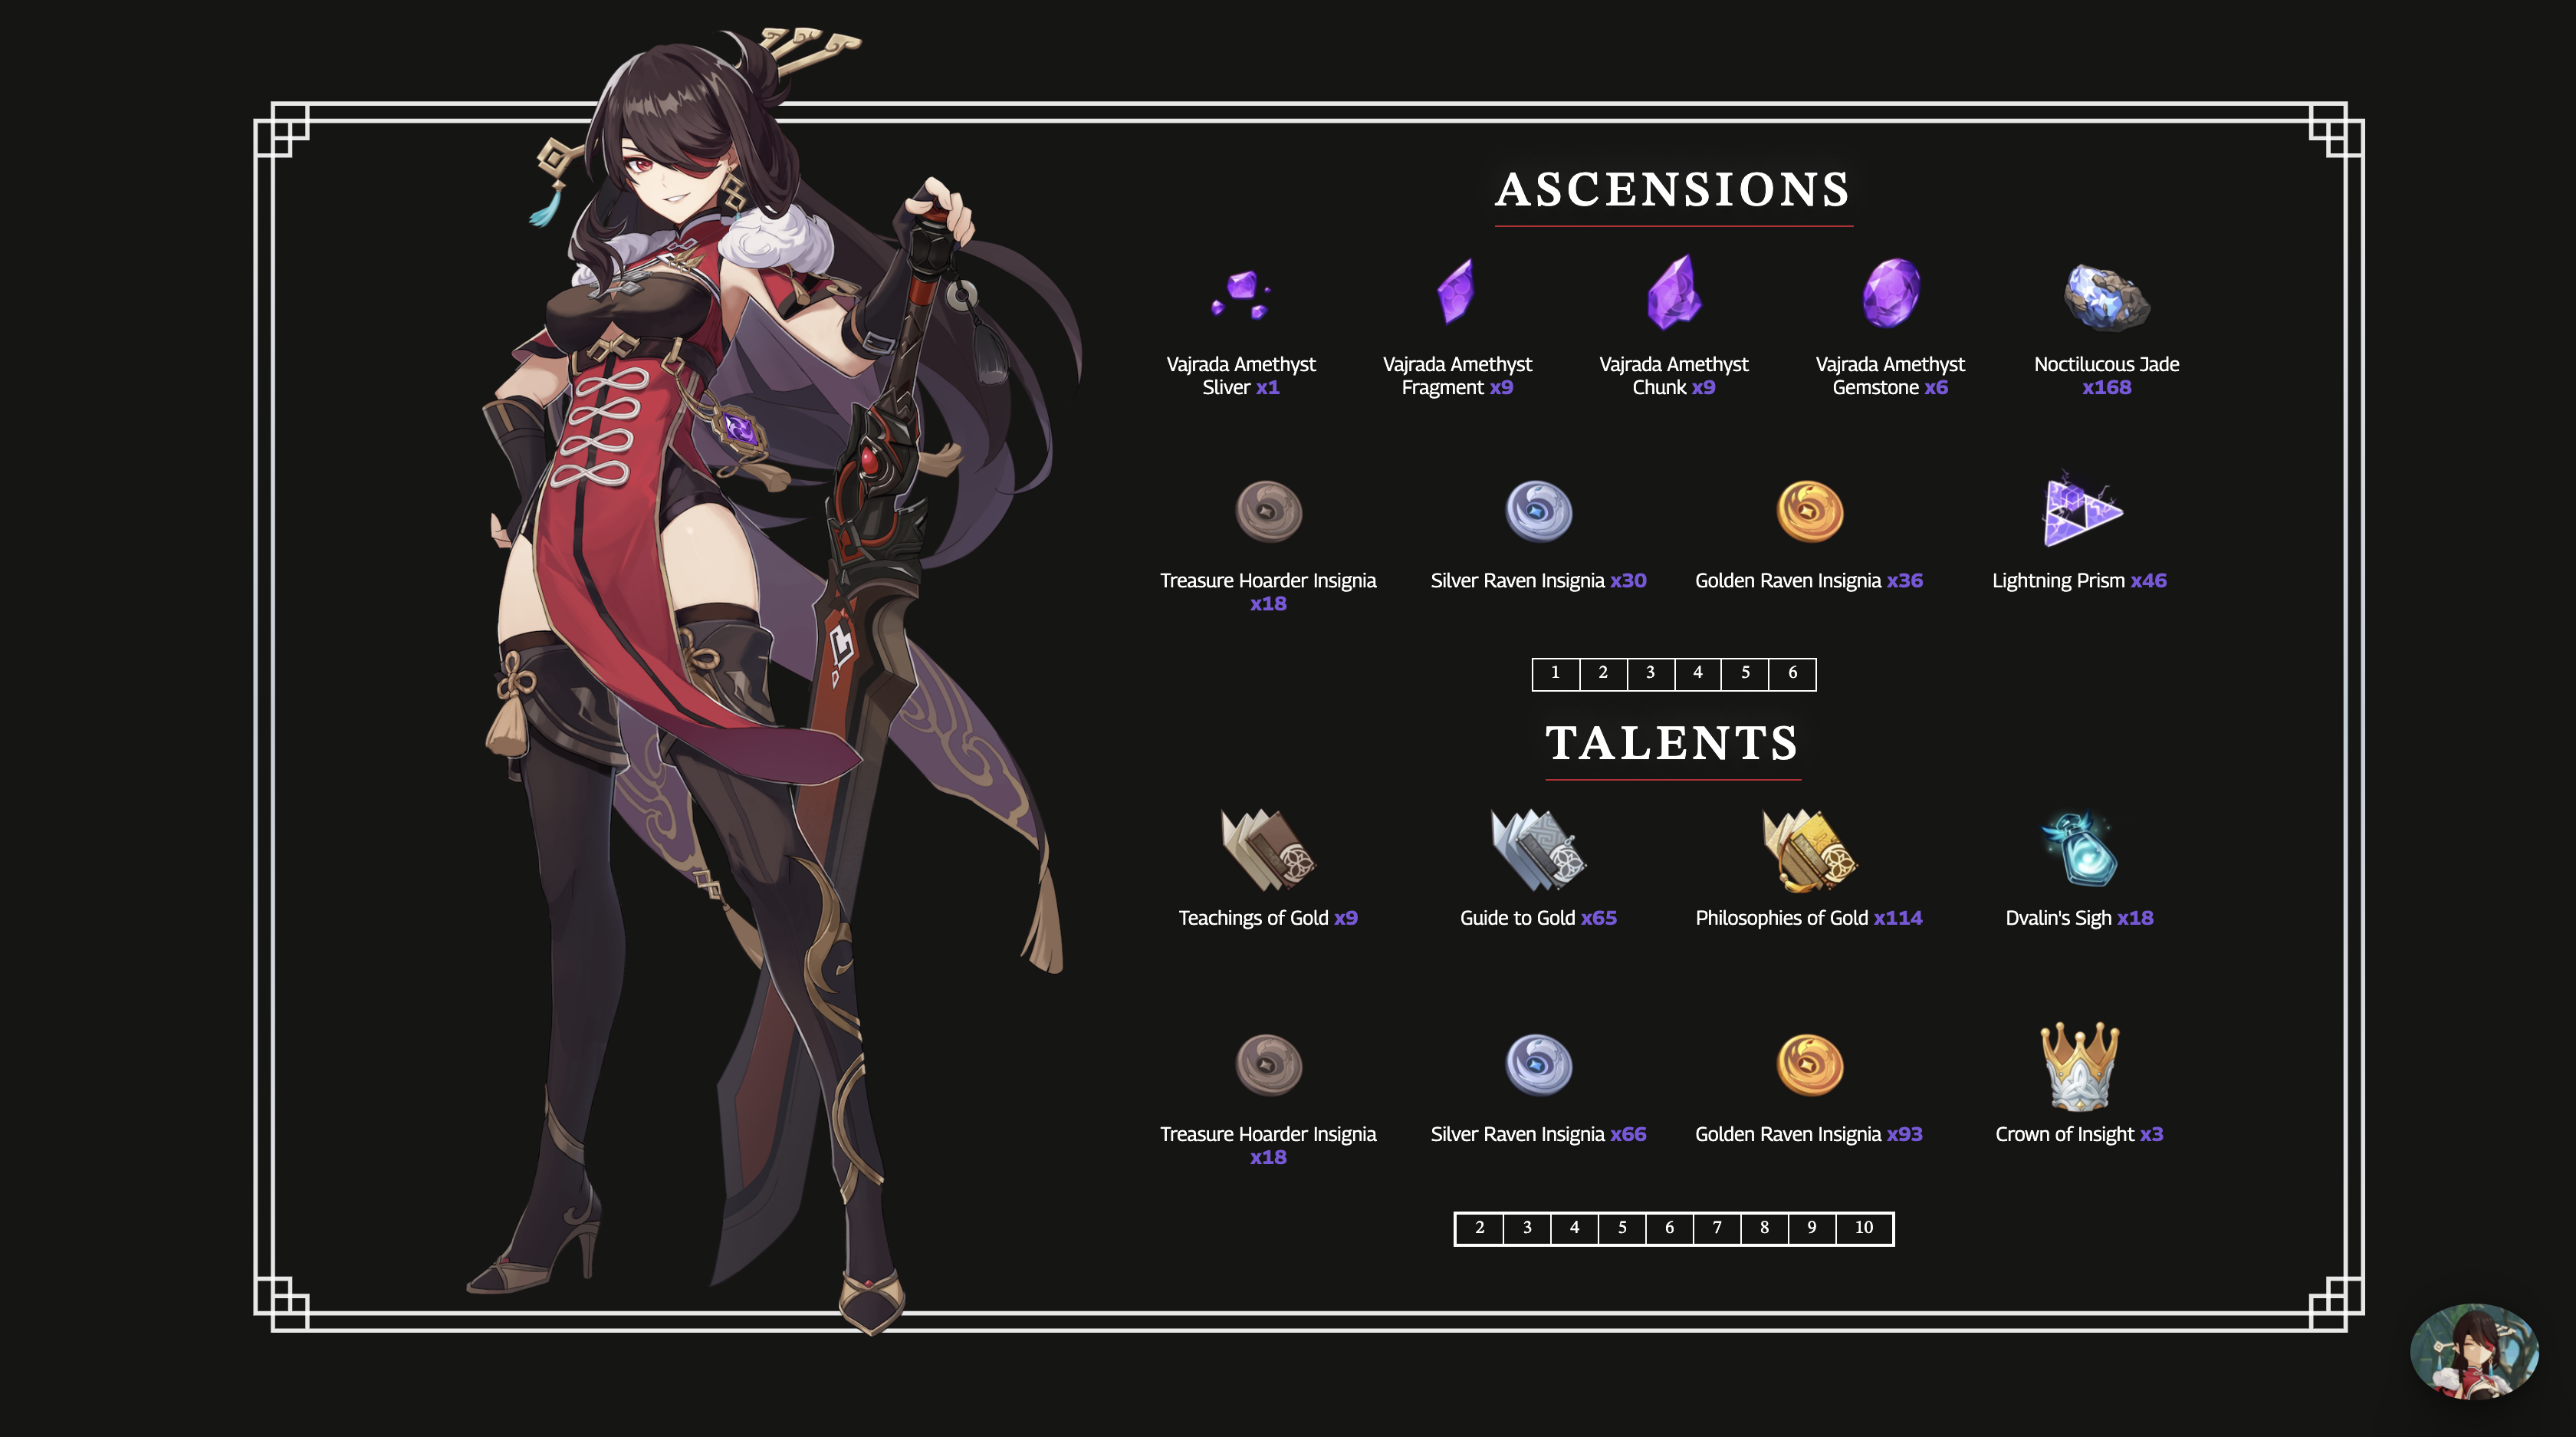 ASCENSIONS
Vajrada Amethyst
Sliver x1
Vajrada Amethyst
Fragment x9
Vajrada Amethyst
Chunk x9
Vajrada Amethyst
Gemstone x6
Noctilucous Jade
x168
Treasure Hoarder Insignia
x18
Silver Raven Insignia x30
Golden Raven Insignia x36
Lightning Prism x46
1 2 3 4 5 6
TALENTS
Teachings of Gold x9
Guide to Gold x65
Philosophies of Gold x114
Dvalin's Sigh x18
Treasure Hoarder Insignia
x18
Silver Raven Insignia x66
Golden Raven Insignia x93
Crown of Insight x3
2 3 4 5 6 7 8 9 10